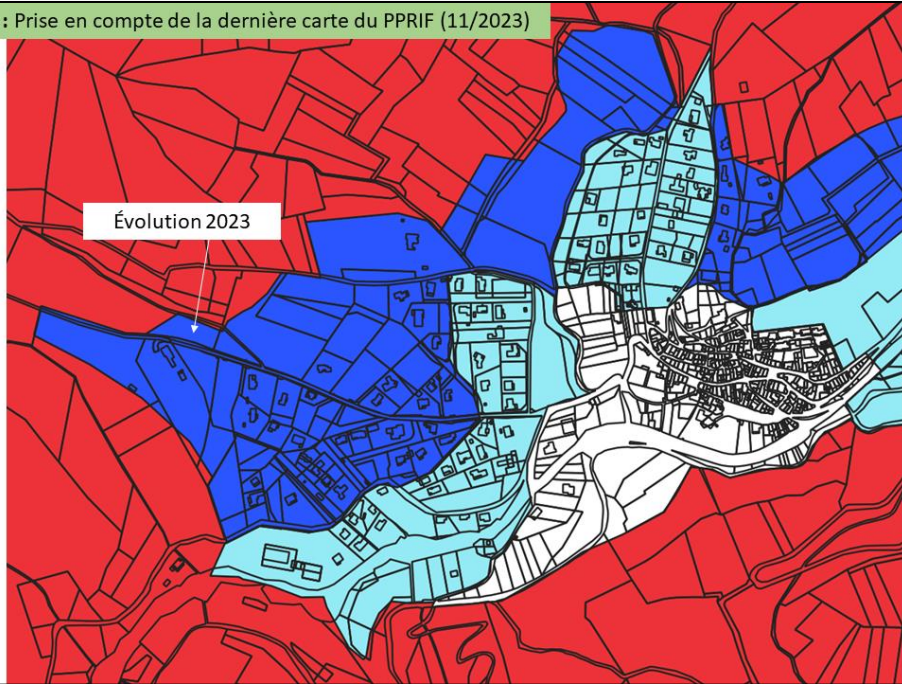 : Prise en compte de la dernière carte du PPRIF (11/2023)
Évolution 2023